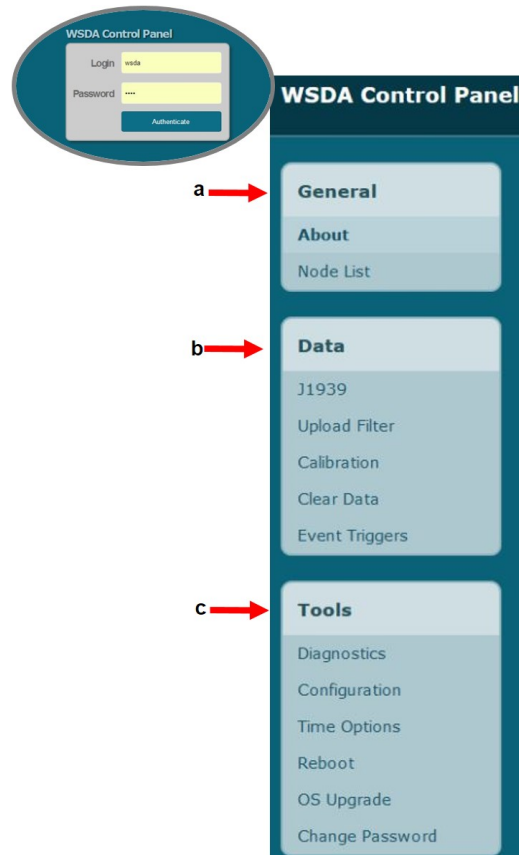 WSDA Control Panel
Login
wsda
Password
••••
Authenticate
WSDA Control Panel
a
General
About
Node List
b
Data
J1939
Upload Filter
Calibration
Clear Data
Event Triggers
c
Tools
Diagnostics
Configuration
Time Options
Reboot
OS Upgrade
Change Password